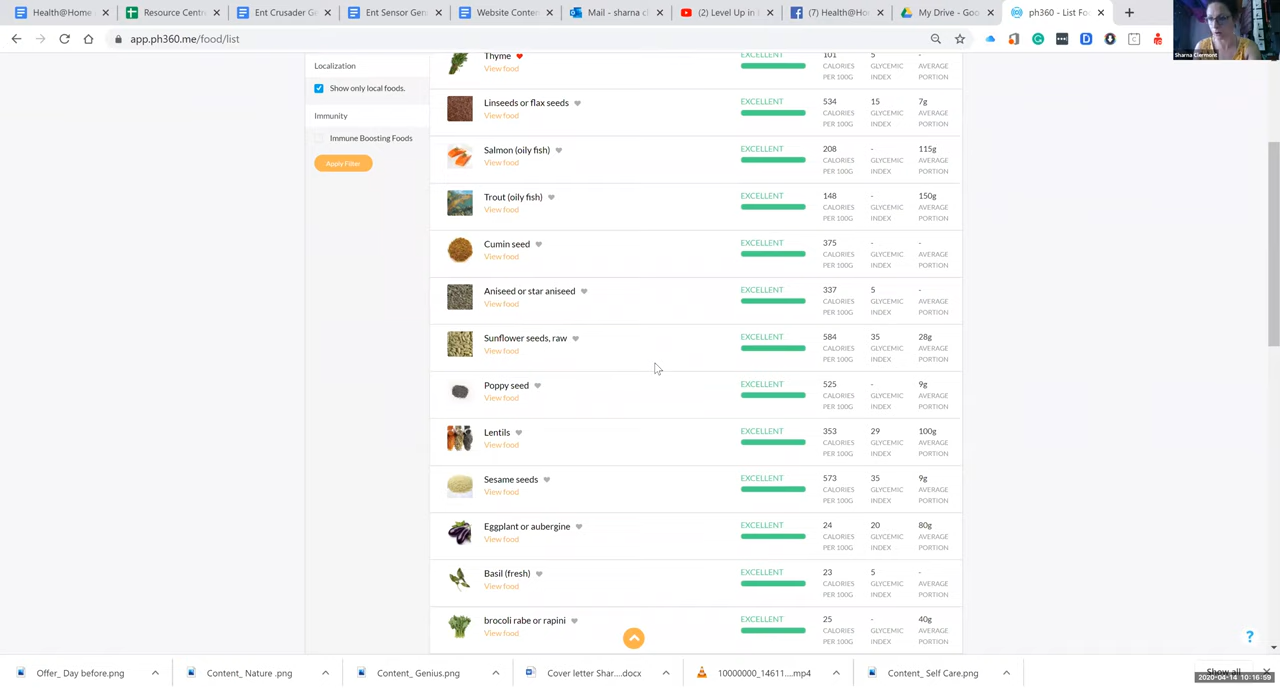 Health@Home
Resource Centr
Ent Crusader Ge
Ent Sensor Gen
Website Conten
Mail - sharna cl
(2) Level Up in L
(7) Health@Hom
My Drive - Goo
ph360 - List Foo
app.ph360.me/food/list
Sharna Clermont
Localization
Show only local foods.
Immunity
Immune Boosting Foods
Apply Filter
Thyme
View food
EXCELLENT
101
CALORIES
PER 100G
5
GLYCEMIC
INDEX
-
AVERAGE
PORTION
Linseeds or flax seeds
View food
EXCELLENT
534
CALORIES
PER 100G
15
GLYCEMIC
INDEX
7g
AVERAGE
PORTION
Salmon (oily fish)
View food
EXCELLENT
208
CALORIES
PER 100G
-
GLYCEMIC
INDEX
115g
AVERAGE
PORTION
Trout (oily fish)
View food
EXCELLENT
148
CALORIES
PER 100G
-
GLYCEMIC
INDEX
150g
AVERAGE
PORTION
Cumin seed
View food
EXCELLENT
375
CALORIES
PER 100G
-
GLYCEMIC
INDEX
-
AVERAGE
PORTION
Aniseed or star aniseed
View food
EXCELLENT
337
CALORIES
PER 100G
5
GLYCEMIC
INDEX
-
AVERAGE
PORTION
Sunflower seeds, raw
View food
EXCELLENT
584
CALORIES
PER 100G
35
GLYCEMIC
INDEX
28g
AVERAGE
PORTION
Poppy seed
View food
EXCELLENT
525
CALORIES
PER 100G
-
GLYCEMIC
INDEX
9g
AVERAGE
PORTION
Lentils
View food
EXCELLENT
353
CALORIES
PER 100G
29
GLYCEMIC
INDEX
100g
AVERAGE
PORTION
Sesame seeds
View food
EXCELLENT
573
CALORIES
PER 100G
35
GLYCEMIC
INDEX
9g
AVERAGE
PORTION
Eggplant or aubergine
View food
EXCELLENT
24
CALORIES
PER 100G
20
GLYCEMIC
INDEX
80g
AVERAGE
PORTION
Basil (fresh)
View food
EXCELLENT
23
CALORIES
PER 100G
5
GLYCEMIC
INDEX
-
AVERAGE
PORTION
brocoli rabe or rapini
View food
EXCELLENT
25
CALORIES
PER 100G
-
GLYCEMIC
INDEX
40g
AVERAGE
PORTION
?
Offer_Day before.png
Content_ Nature .png
Content_ Genius.png
Cover letter Shar....docx
10000000_14611....mp4
Content_ Self Care.png
Show all
2020-04-14 10:16:59